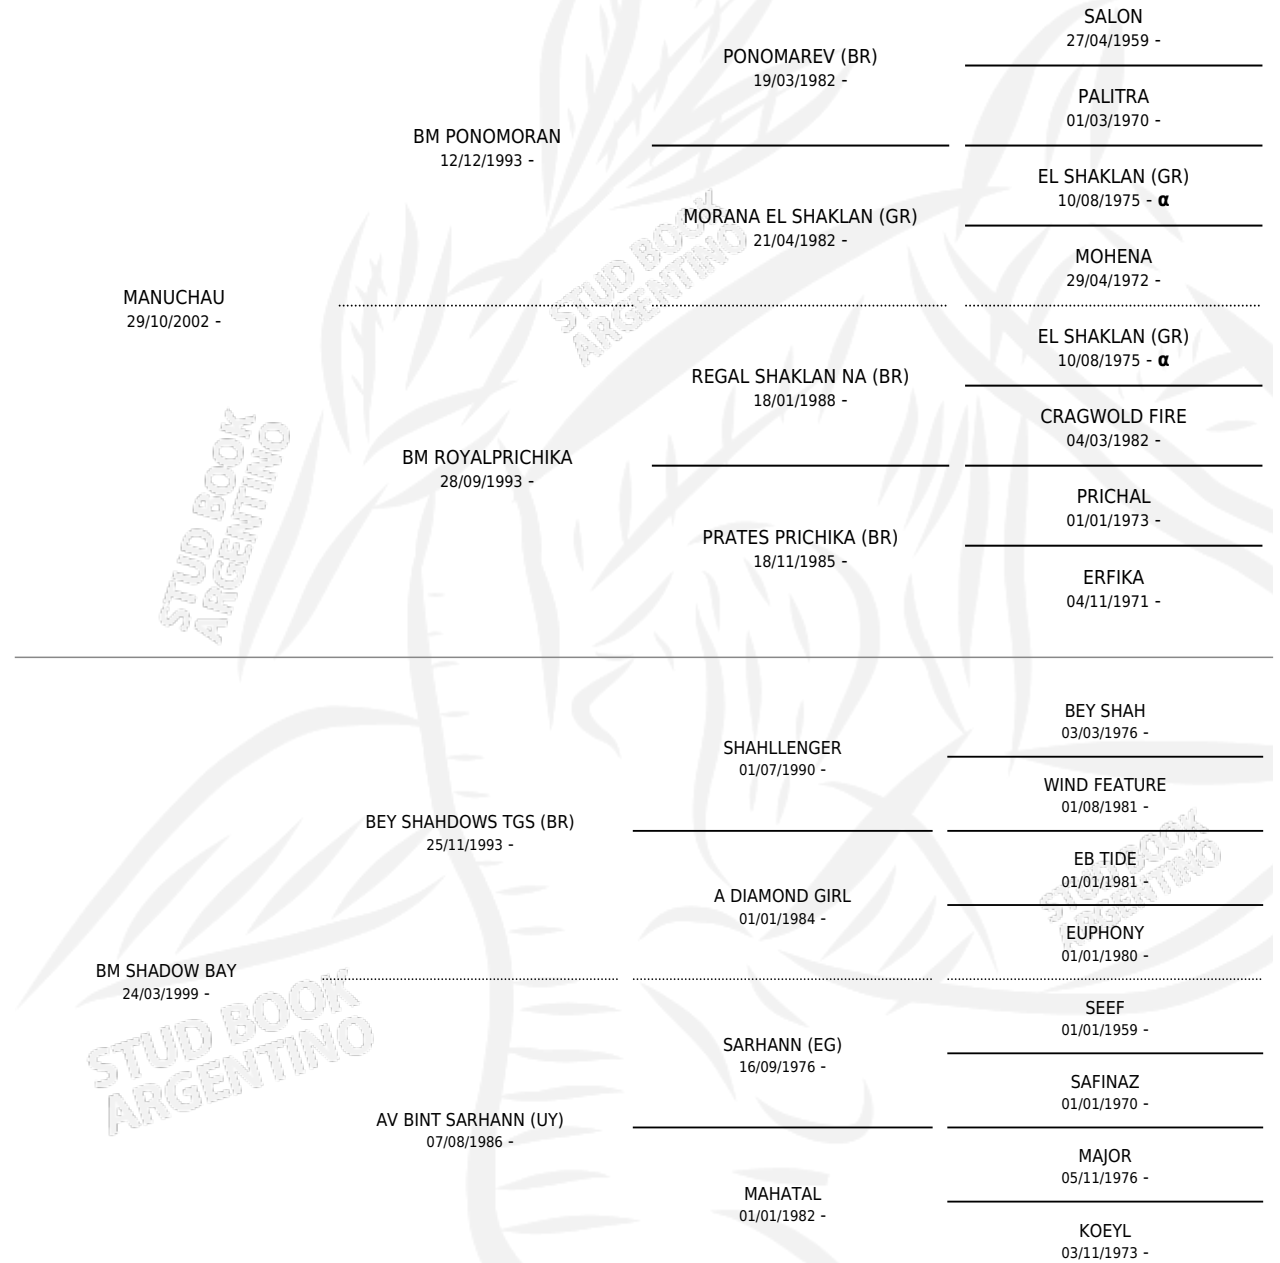 SALON
27/04/1959 -
PONOMAREV (BR)
19/03/1982 -
PALITRA
01/03/1970 -
BM PONOMORAN
12/12/1993 -
EL SHAKLAN (GR)
10/08/1975 - α
MORANA EL SHAKLAN (GR)
21/04/1982 -
MOHENA
29/04/1972 -
MANUCHAU
29/10/2002 -
EL SHAKLAN (GR)
10/08/1975 - α
REGAL SHAKLAN NA (BR)
18/01/1988 -
CRAGWOLD FIRE
04/03/1982 -
BM ROYALPRICHIKA
28/09/1993 -
PRICHAL
01/01/1973 -
PRATES PRICHIKA (BR)
18/11/1985 -
ERFIKA
04/11/1971 -
BEY SHAH
03/03/1976 -
SHAHLLENGER
01/07/1990 -
WIND FEATURE
01/08/1981 -
BEY SHAHDOWS TGS (BR)
25/11/1993 -
EB TIDE
01/01/1981 -
A DIAMOND GIRL
01/01/1984 -
EUPHONY
01/01/1980 -
BM SHADOW BAY
24/03/1999 -
SEEF
01/01/1959 -
SARHANN (EG)
16/09/1976 -
SAFINAZ
01/01/1970 -
AV BINT SARHANN (UY)
07/08/1986 -
MAJOR
05/11/1976 -
MAHATAL
01/01/1982 -
KOEYL
03/11/1973 -
STUD BOOK
ARGENTINO
STUD BOOK
ARGENTINO
STUD BOOK
ARGENTINO
STUD BOOK
ARGENTINO